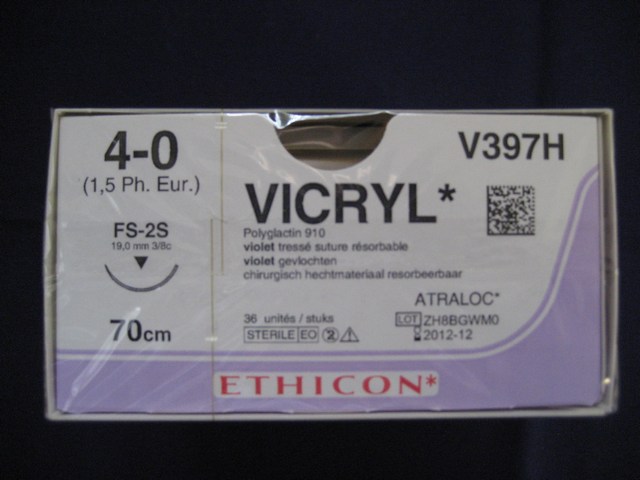 4-0
(1,5 Ph. Eur.)
FS-2S
19,0 mm 3/8c
70cm
V397H
VICRYL*
Polyglactin 910
violet tressé suture résorbable
violet gevlochten
chirurgisch hechtmateriaal resorbeerbaar
ATRALOC*
36 unités / stuks
LOT ZH8BGWM0
STERILE EO 2
2012-12
ETHICON*